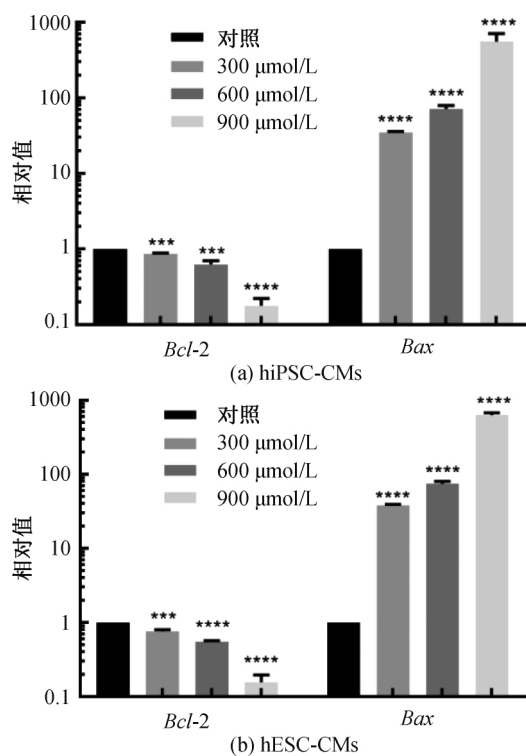 1000
100
10
1
0.1
相对值
对照
300 μmol/L
600 μmol/L
900 μmol/L
*** *** ****
**** **** ****
Bcl-2 Bax
(a) hiPSC-CMs
1000
100
10
1
0.1
相对值
对照
300 μmol/L
600 μmol/L
900 μmol/L
*** **** ****
**** **** ****
Bcl-2 Bax
(b) hESC-CMs